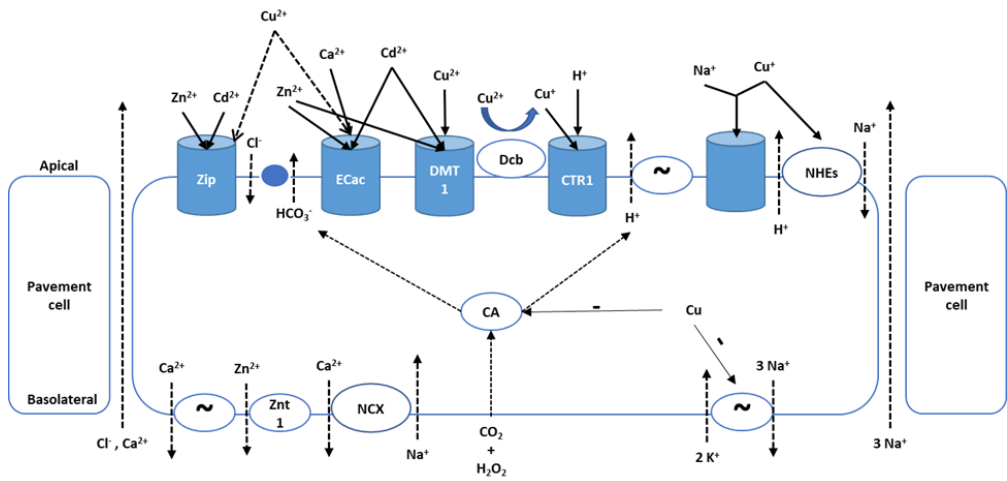 Cu²⁺
Ca²⁺ Cd²⁺ Cu²⁺ H⁺ Na⁺ Cu⁺
Zn²⁺ Cd²⁺ Zn²⁺ Cu²⁺ Cu⁺
Cl⁻ Na⁺
Apical
Zip ECac DMT Dcb CTR1 ~ NHEs
1
HCO₃⁻ H⁺ H⁺
Pavement Pavement
cell cell
CA - Cu
-
Ca²⁺ Zn²⁺ Ca²⁺ 3 Na⁺
Basolateral
~ Znt NCX ~
1
Cl⁻ , Ca²⁺ Na⁺ CO₂ 2 K⁺ 3 Na⁺
+
H₂O₂